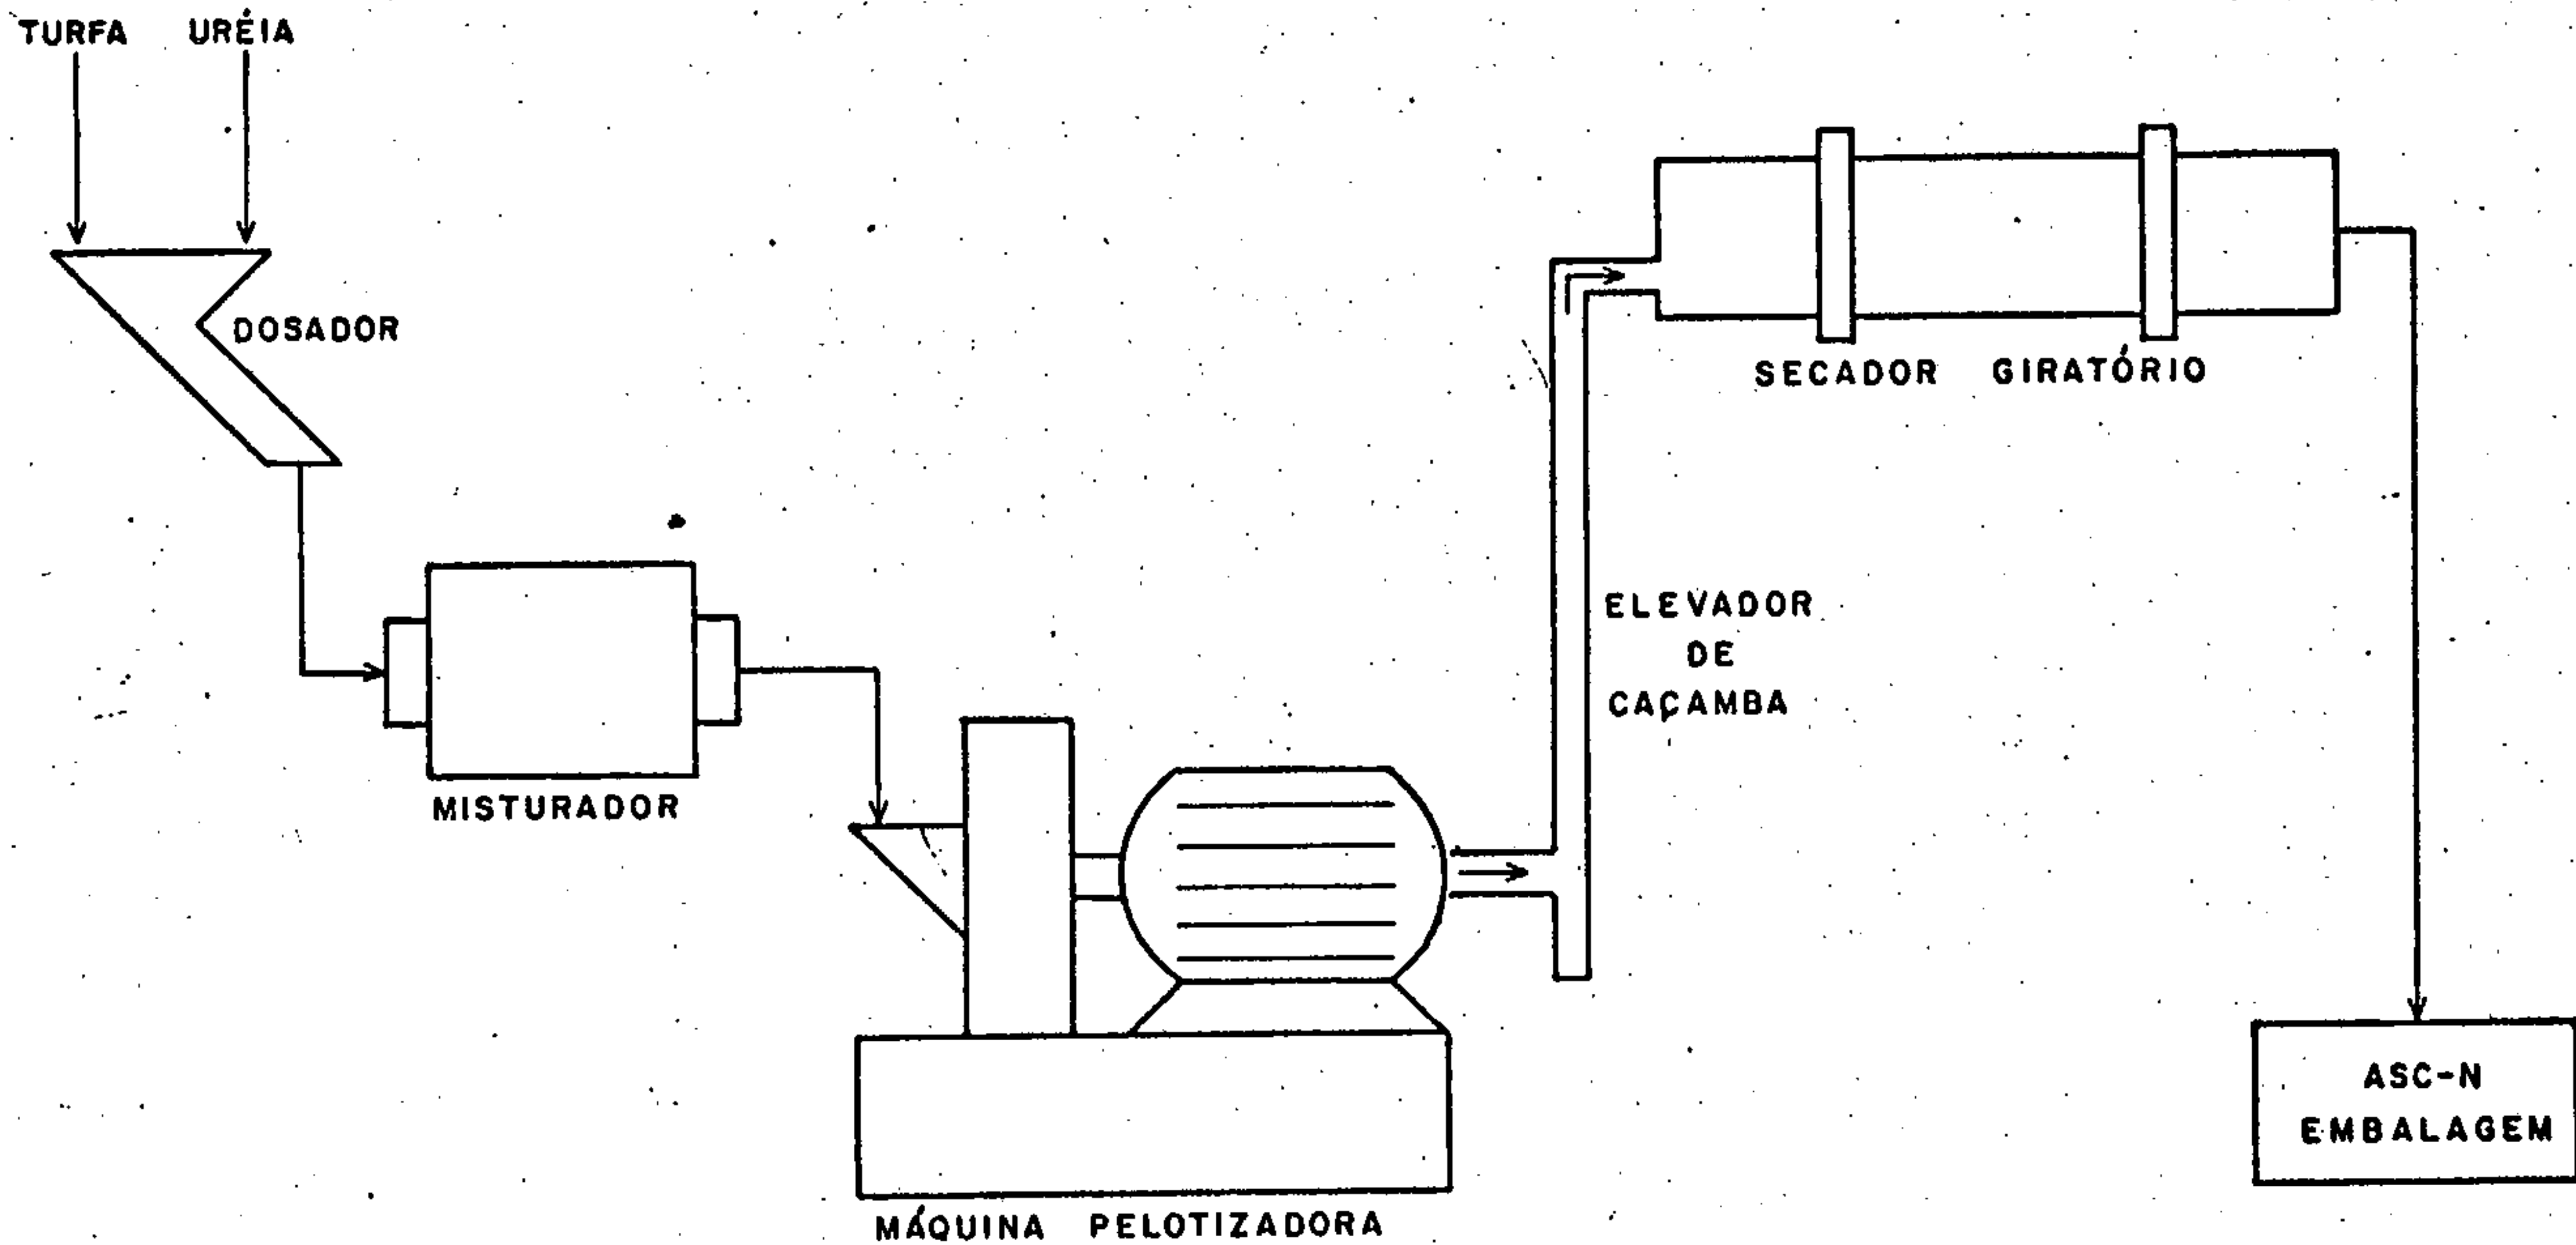 TURFA URÉIA
DOSADOR
MISTURADOR
MÁQUINA PELOTIZADORA
ELEVADOR
DE
CAÇAMBA
SECADOR GIRATÓRIO
ASC-N
EMBALAGEM